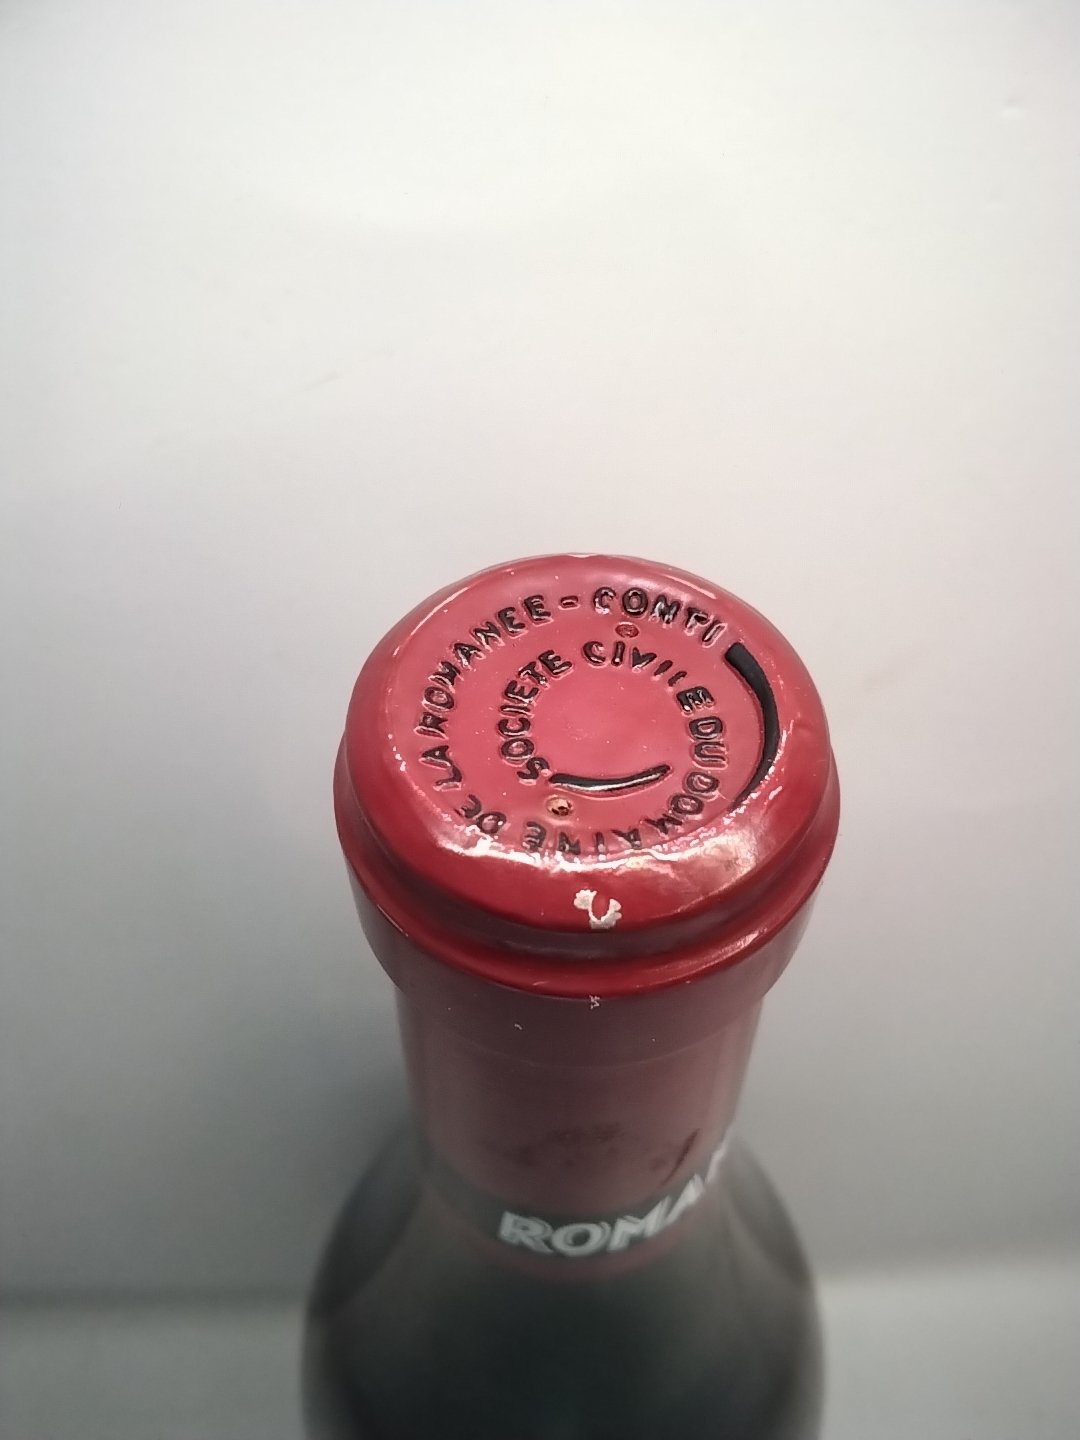 SOCIETE CIVILE DU DOMAINE DE LA ROMANEE - CONTI
ROMA